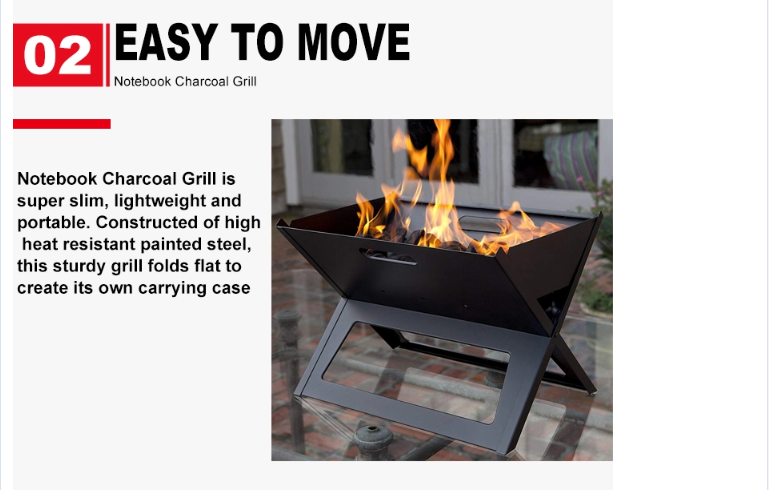 02
EASY TO MOVE
Notebook Charcoal Grill
Notebook Charcoal Grill is
super slim, lightweight and
portable. Constructed of high
heat resistant painted steel,
this sturdy grill folds flat to
create its own carrying case